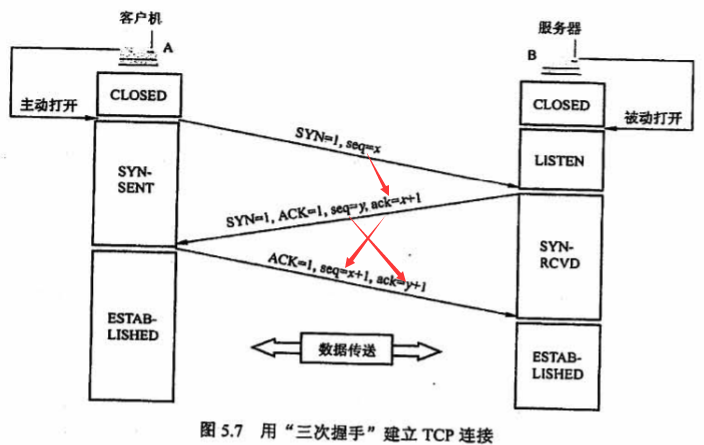 客户机
A
服务器
B
CLOSED
主动打开
CLOSED
被动打开
SYN=1, seq=x
LISTEN
SYN-
SENT
SYN=1, ACK=1, seq=y, ack=x+1
SYN-
RCVD
ACK=1, seq=x+1, ack=y+1
ESTAB-
LISHED
数据传送
ESTAB-
LISHED
图 5.7 用“三次握手”建立 TCP 连接